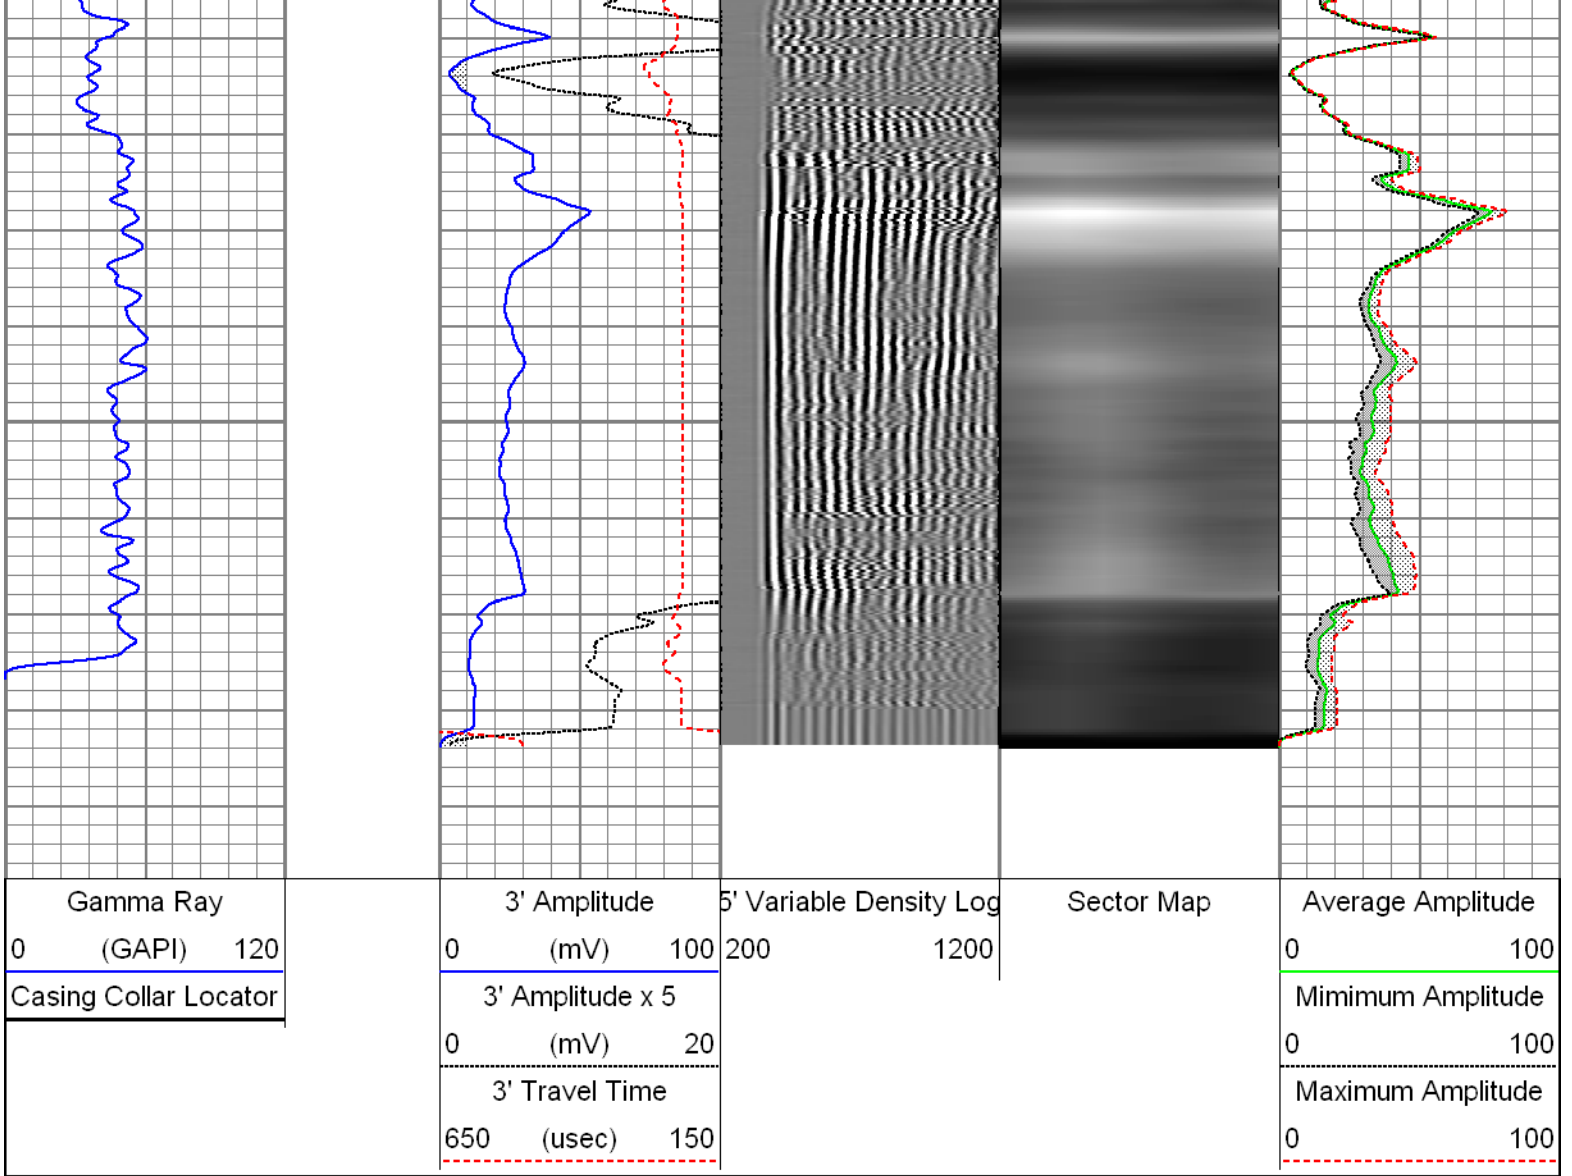 Gamma Ray
0 (GAPI) 120
Casing Collar Locator
3' Amplitude
0 (mV) 100
3' Amplitude x 5
0 (mV) 20
3' Travel Time
650 (usec) 150
5' Variable Density Log
200 1200
Sector Map
Average Amplitude
0 100
Mimimum Amplitude
0 100
Maximum Amplitude
0 100